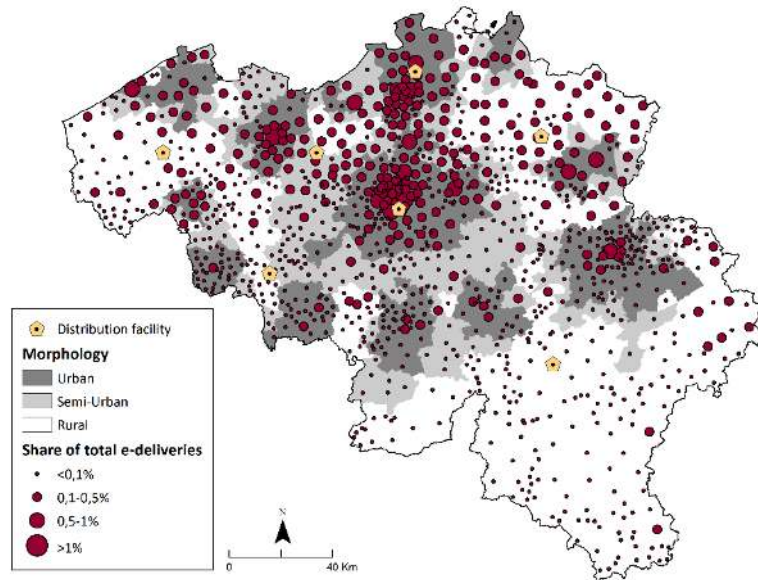 Distribution facility
Morphology
Urban
Semi-Urban
Rural
Share of total e-deliveries
<0,1%
0,1-0,5%
0,5-1%
>1%
N
0
40 Km